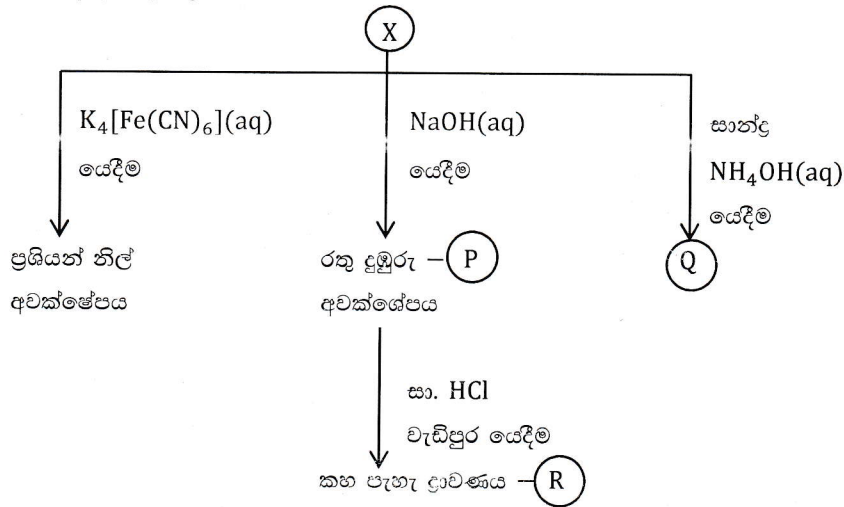 X
K₄[Fe(CN)₆](aq)
යෙදීම
NaOH(aq)
යෙදීම
සාන්ද්‍ර
NH₄OH(aq)
යෙදීම
ප්‍රශියන් නිල්
අවක්ෂේපය
රතු දුඹුරු – P
අවක්ශේපය
Q
සා. HCl
වැඩිපුර යෙදීම
කහ පැහැ ද්‍රාවණය – R